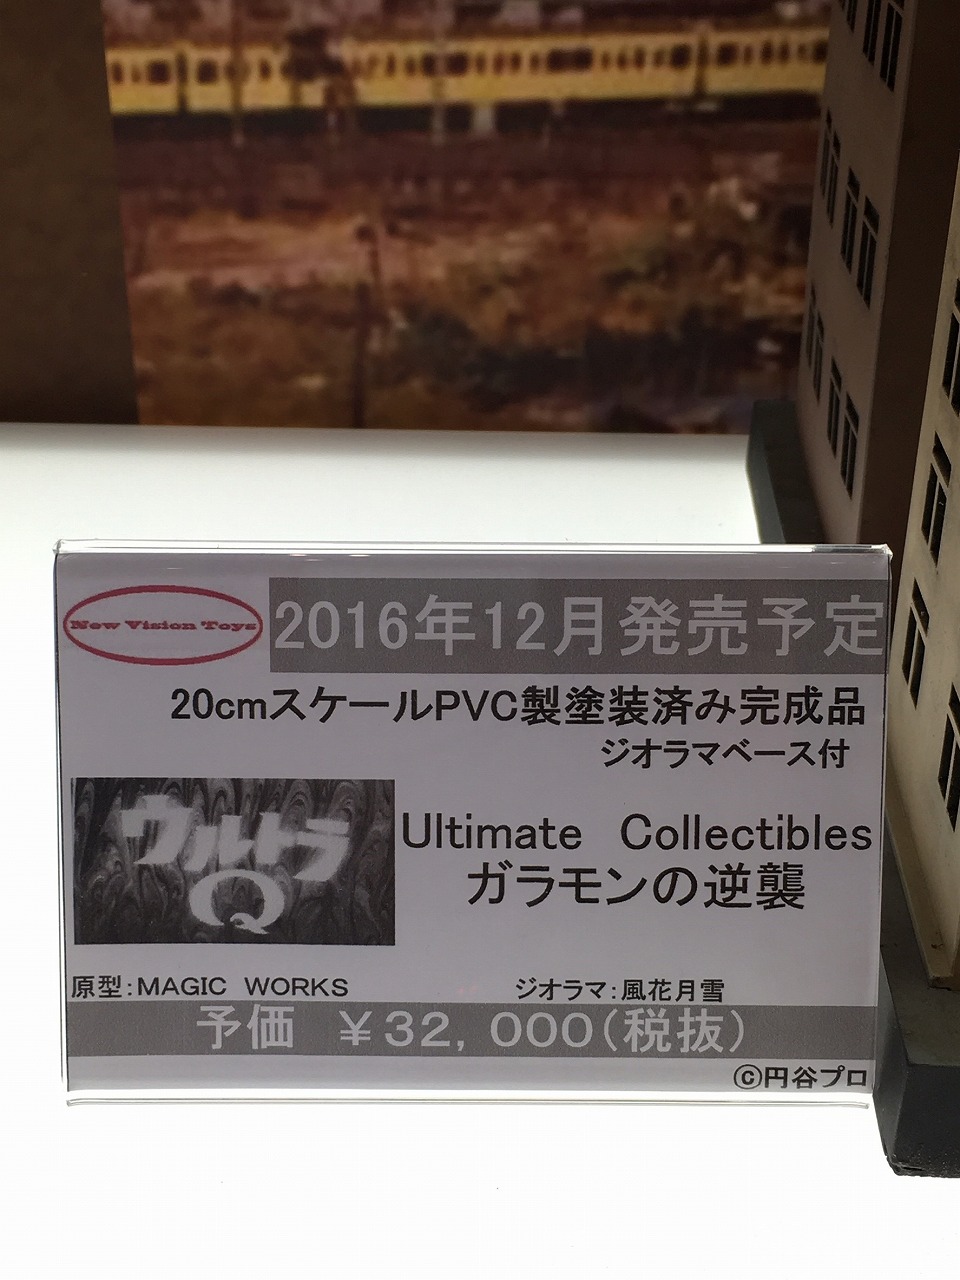 New Vision Toys
2016年12月発売予定
20cmスケールPVC製塗装済み完成品
ジオラマベース付
ウルトラ
Q
Ultimate Collectibles
ガラモンの逆襲
原型：MAGIC WORKS ジオラマ：風花月雪
予価 ￥32，000（税抜）
©円谷プロ